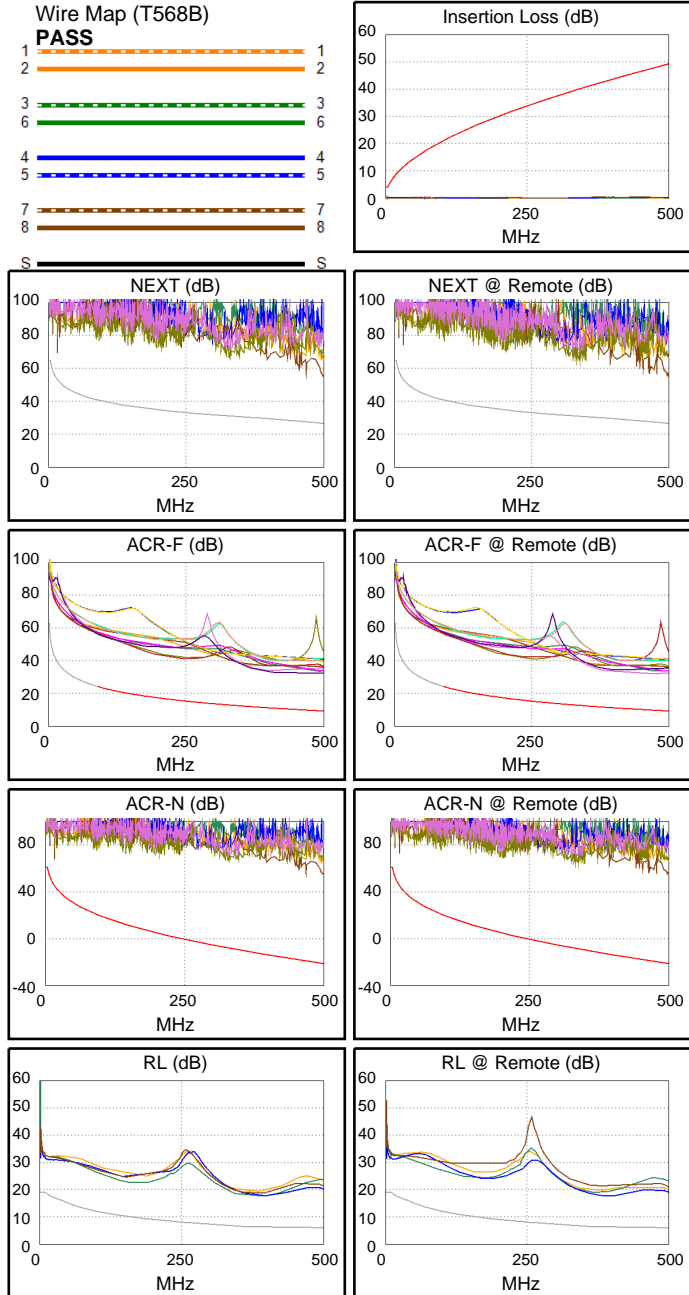 Wire Map (T568B)
PASS
1 1
2 2
3 3
6 6
4 4
5 5
7 7
8 8
S S
Insertion Loss (dB)
60
50
40
30
20
10
0
0 250 500
MHz
NEXT (dB)
100
80
60
40
20
0
0 250 500
MHz
NEXT @ Remote (dB)
100
80
60
40
20
0
0 250 500
MHz
ACR-F (dB)
100
80
60
40
20
0
0 250 500
MHz
ACR-F @ Remote (dB)
100
80
60
40
20
0
0 250 500
MHz
ACR-N (dB)
80
40
0
-40
0 250 500
MHz
ACR-N @ Remote (dB)
80
40
0
-40
0 250 500
MHz
RL (dB)
60
50
40
30
20
10
0
0 250 500
MHz
RL @ Remote (dB)
60
50
40
30
20
10
0
0 250 500
MHz